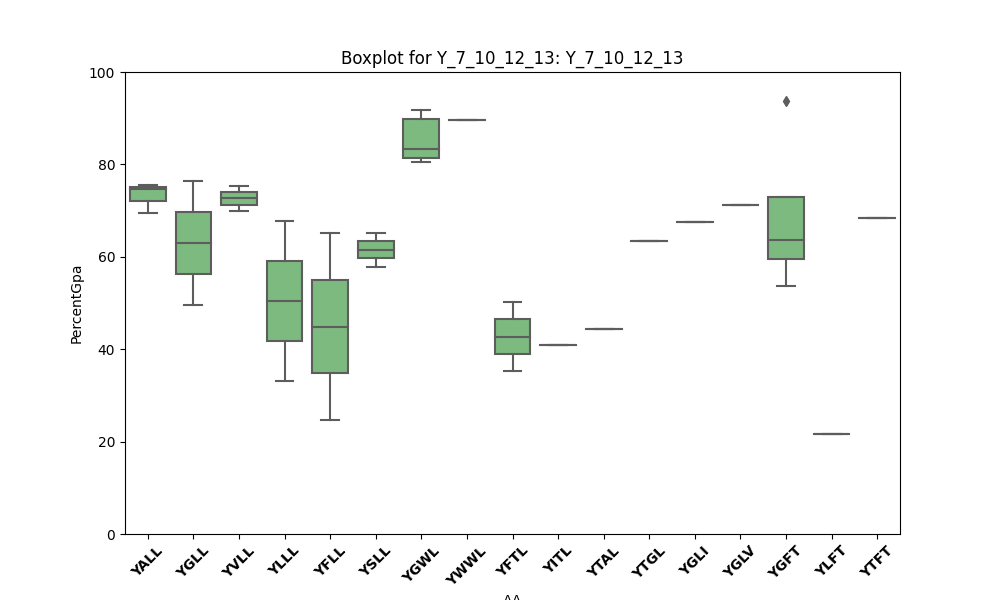 Boxplot for Y_7_10_12_13: Y_7_10_12_13
100
80
60
40
20
0
PercentGpa
YALL YGLL YVLL YLLL YFLL YSLL YGWL YWWL YFTL YITL YTAL YTGL YGLI YGLV YGFT YLFT YTFT
AA